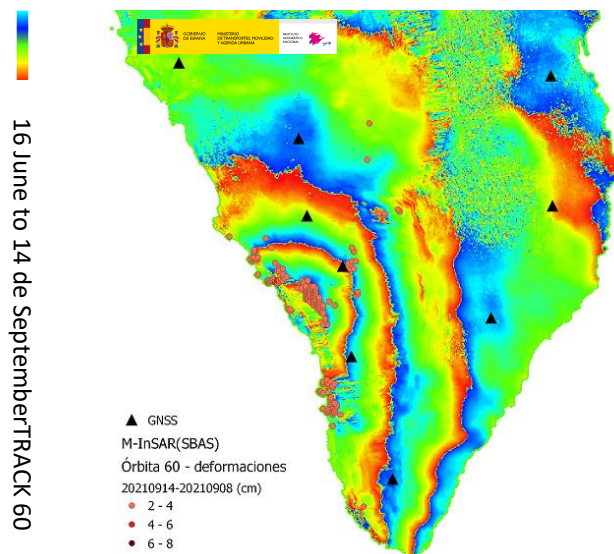 GOBIERNO
DE ESPAÑA
MINISTERIO
DE TRANSPORTES, MOVILIDAD
Y AGENDA URBANA
INSTITUTO
GEOGRÁFICO
NACIONAL
16 June to 14 de SeptemberTRACK 60
GNSS
M-InSAR(SBAS)
Órbita 60 - deformaciones
20210914-20210908 (cm)
2 - 4
4 - 6
6 - 8